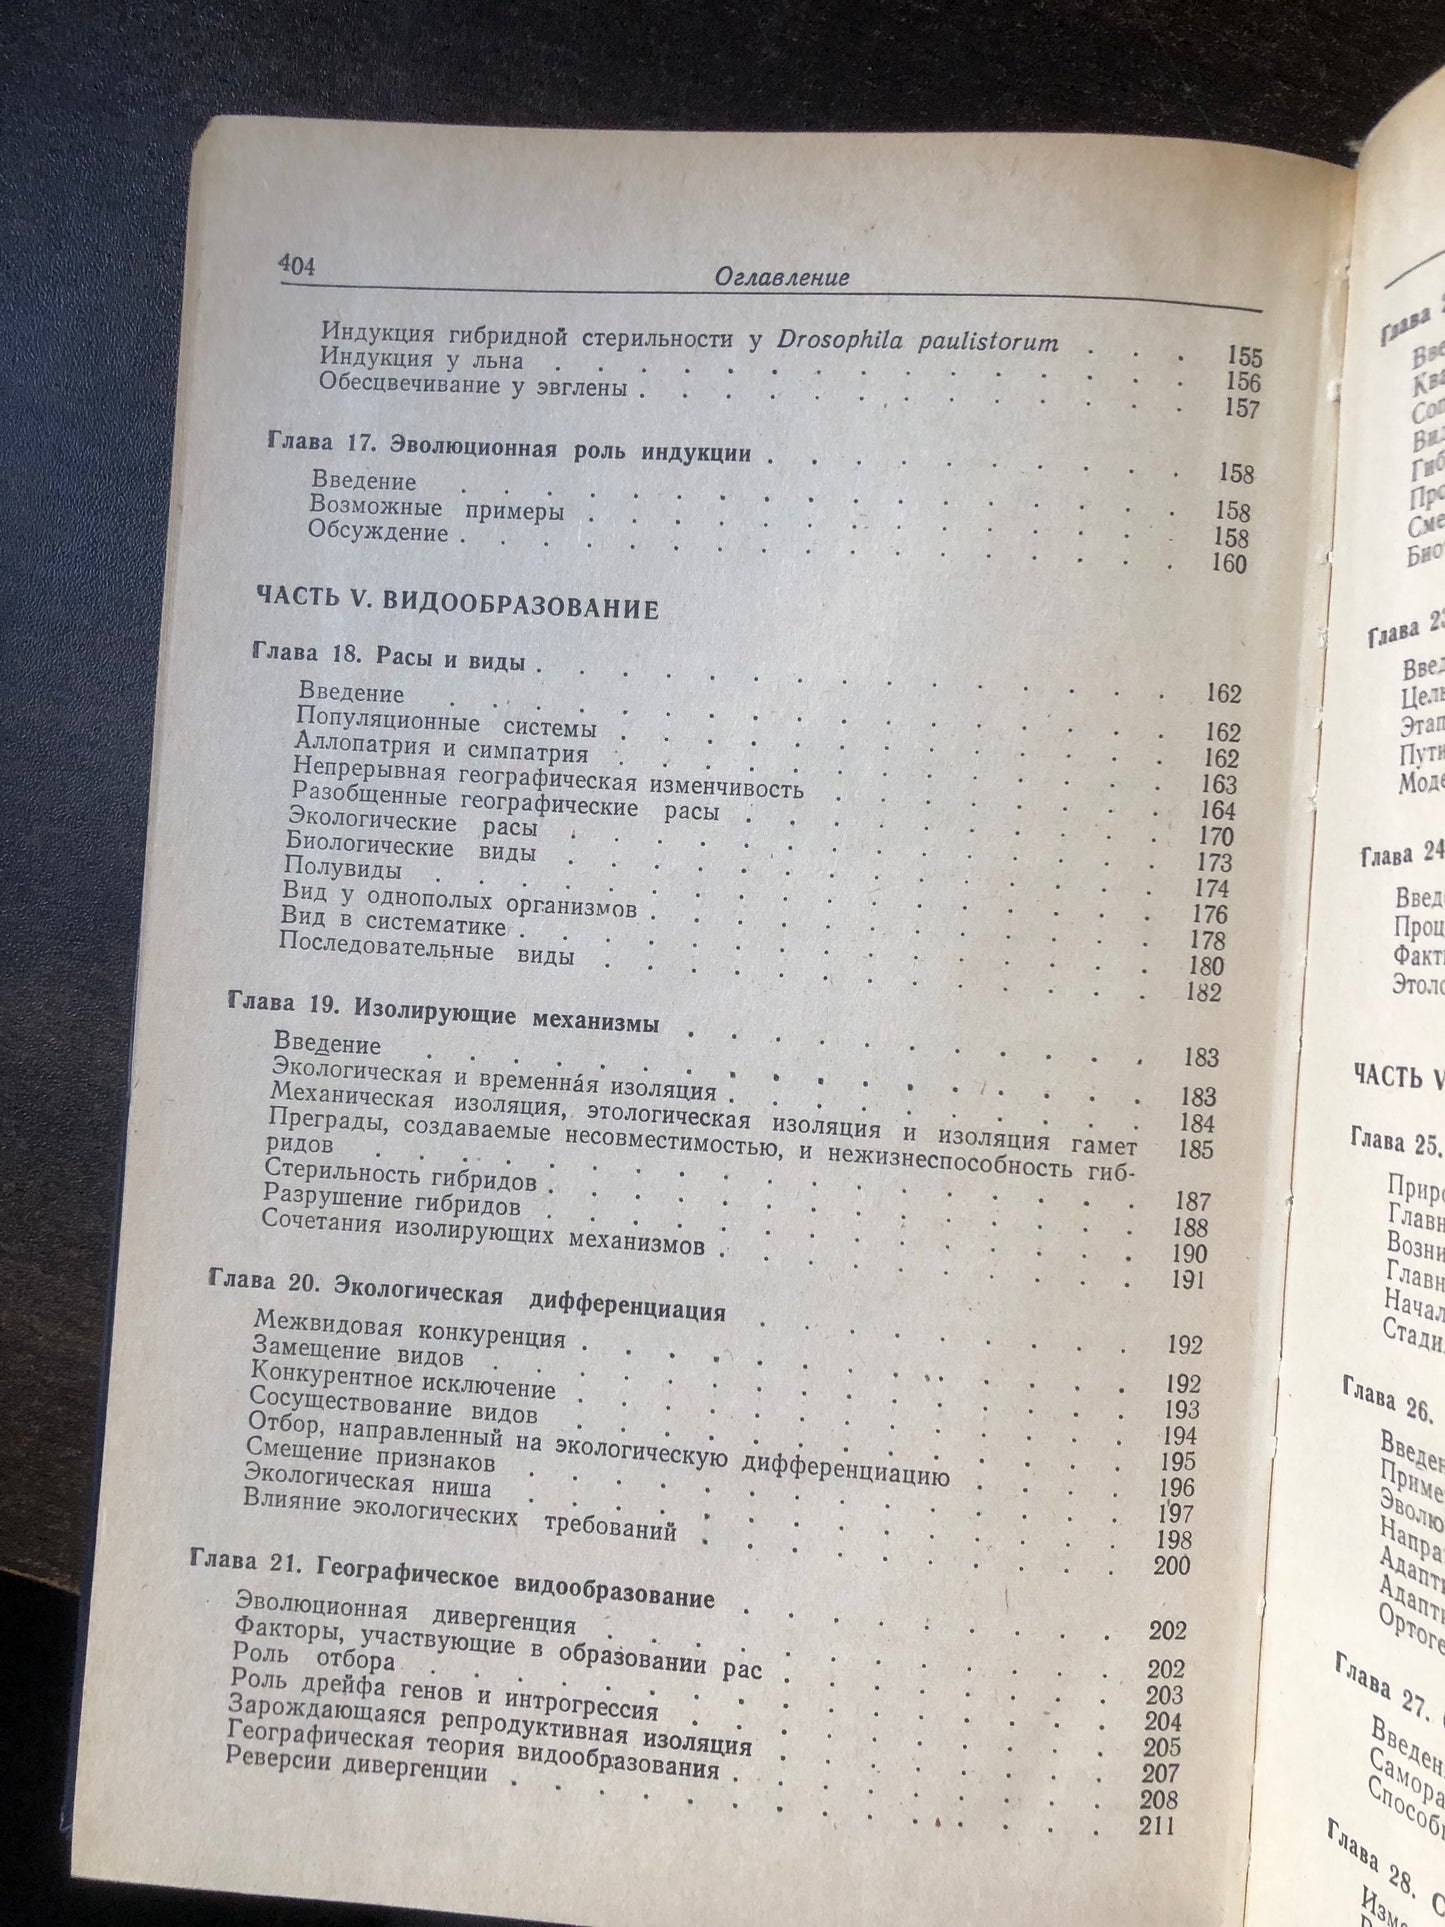 404
Оглавление
Индукция гибридной стерильности у Drosophila paulistorum . . . 155
Индукция у льна . . . . . . . . . . . . . . . 156
Обесцвечивание у эвглены . . . . . . . . . . . . . 157
Глава 17. Эволюционная роль индукции . . . . . . . . . . 158
Введение . . . . . . . . . . . . . . . . . 158
Возможные примеры . . . . . . . . . . . . . . 158
Обсуждение . . . . . . . . . . . . . . . . . 160
ЧАСТЬ V. ВИДООБРАЗОВАНИЕ
Глава 18. Расы и виды . . . . . . . . . . . . . . . 162
Введение . . . . . . . . . . . . . . . . . 162
Популяционные системы . . . . . . . . . . . . . 162
Аллопатрия и симпатрия . . . . . . . . . . . . . 163
Непрерывная географическая изменчивость . . . . . . . . 164
Разобщенные географические расы . . . . . . . . . . 170
Экологические расы . . . . . . . . . . . . . . 173
Биологические виды . . . . . . . . . . . . . . 174
Полувиды . . . . . . . . . . . . . . . . . 176
Вид у однополых организмов . . . . . . . . . . . . 178
Вид в систематике . . . . . . . . . . . . . . . 180
Последовательные виды . . . . . . . . . . . . . 182
Глава 19. Изолирующие механизмы . . . . . . . . . . . 183
Введение . . . . . . . . . . . . . . . . . 183
Экологическая и временна́я изоляция . . . . . . . . . . 184
Механическая изоляция, этологическая изоляция и изоляция гамет 185
Преграды, создаваемые несовместимостью, и нежизнеспособность гиб-
ридов . . . . . . . . . . . . . . . . . . 187
Стерильность гибридов . . . . . . . . . . . . . . 188
Разрушение гибридов . . . . . . . . . . . . . . 190
Сочетания изолирующих механизмов . . . . . . . . . . 191
Глава 20. Экологическая дифференциация . . . . . . . . . 192
Межвидовая конкуренция . . . . . . . . . . . . . 192
Замещение видов . . . . . . . . . . . . . . . 193
Конкурентное исключение . . . . . . . . . . . . . 194
Сосуществование видов . . . . . . . . . . . . . 195
Отбор, направленный на экологическую дифференциацию . . . . 196
Смещение признаков . . . . . . . . . . . . . . 197
Экологическая ниша . . . . . . . . . . . . . . 198
Влияние экологических требований . . . . . . . . . . 200
Глава 21. Географическое видообразование . . . . . . . . . 202
Эволюционная дивергенция . . . . . . . . . . . . 202
Факторы, участвующие в образовании рас . . . . . . . . 203
Роль отбора . . . . . . . . . . . . . . . . 204
Роль дрейфа генов и интрогрессия . . . . . . . . . . 205
Зарождающаяся репродуктивная изоляция . . . . . . . . 207
Географическая теория видообразования . . . . . . . . . 208
Реверсии дивергенции . . . . . . . . . . . . . . 211
Глава
Глава 23
Глава 24
ЧАСТЬ V
Глава 25.
Глава 26.
Глава 27.
Глава 28.